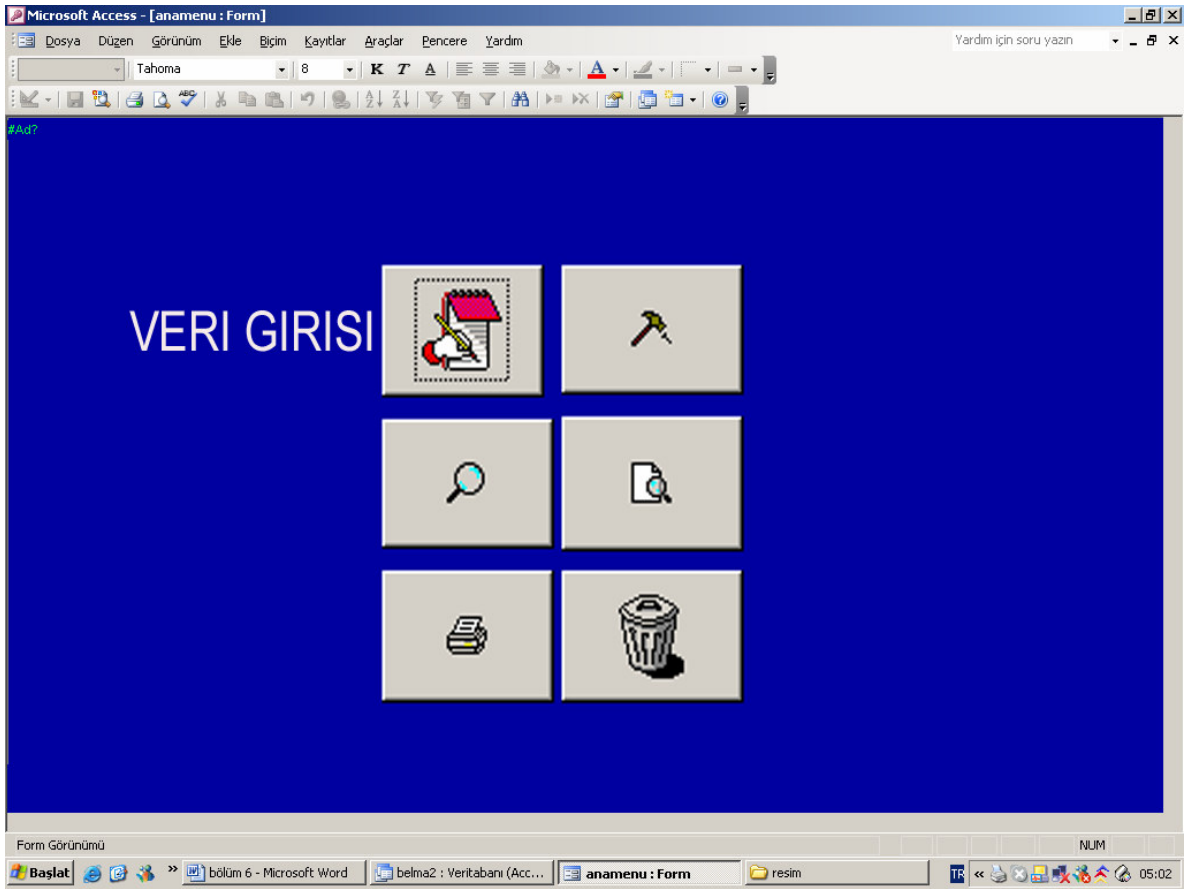 Microsoft Access - [anamenu : Form]
Dosya Düzen Görünüm Ekle Biçim Kayıtlar Araçlar Pencere Yardım Yardım için soru yazın
Tahoma 8 K T A A
ABC
#Ad?
VERI GIRISI
Form Görünümü NUM
Başlat bölüm 6 - Microsoft Word belma2 : Veritabanı (Acc... anamenu : Form resim TR « 05:02